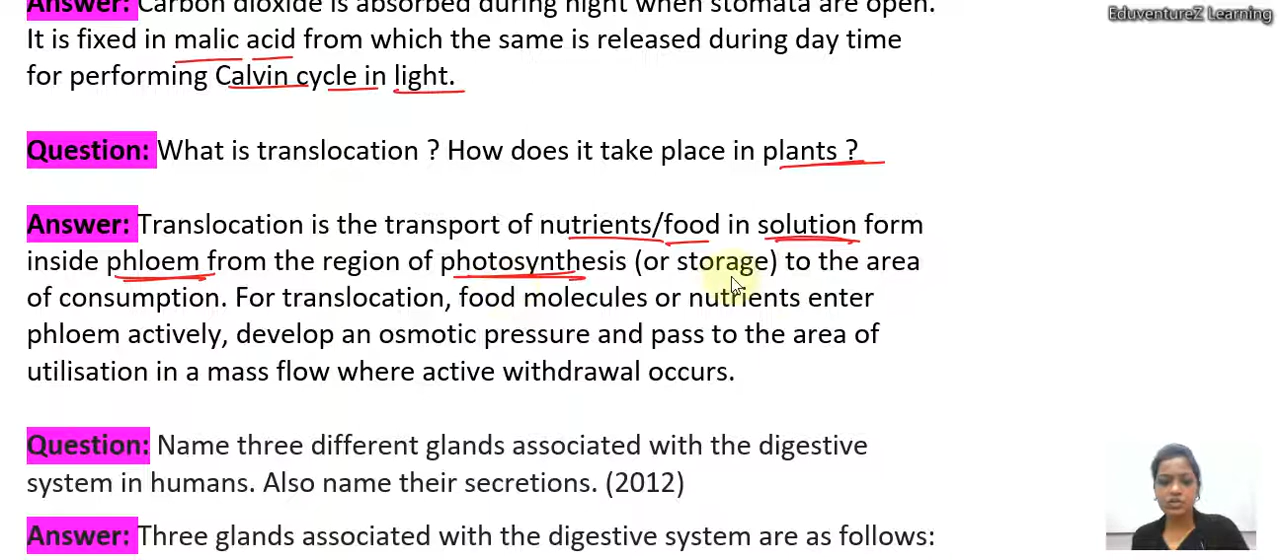 Answer: Carbon dioxide is absorbed during night when stomata are open.
EduventureZ Learning
It is fixed in malic acid from which the same is released during day time
for performing Calvin cycle in light.
Question: What is translocation ? How does it take place in plants ?
Answer: Translocation is the transport of nutrients/food in solution form
inside phloem from the region of photosynthesis (or storage) to the area
of consumption. For translocation, food molecules or nutrients enter
phloem actively, develop an osmotic pressure and pass to the area of
utilisation in a mass flow where active withdrawal occurs.
Question: Name three different glands associated with the digestive
system in humans. Also name their secretions. (2012)
Answer: Three glands associated with the digestive system are as follows: